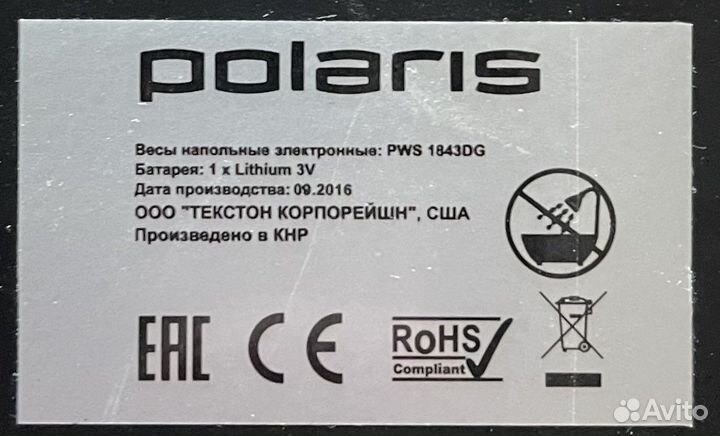 polaris
Весы напольные электронные: PWS 1843DG
Батарея: 1 x Lithium 3V
Дата производства: 09.2016
ООО "ТЕКСТОН КОРПОРЕЙШН", США
Произведено в КНР
EAC CE RoHS
Compliant
Avito